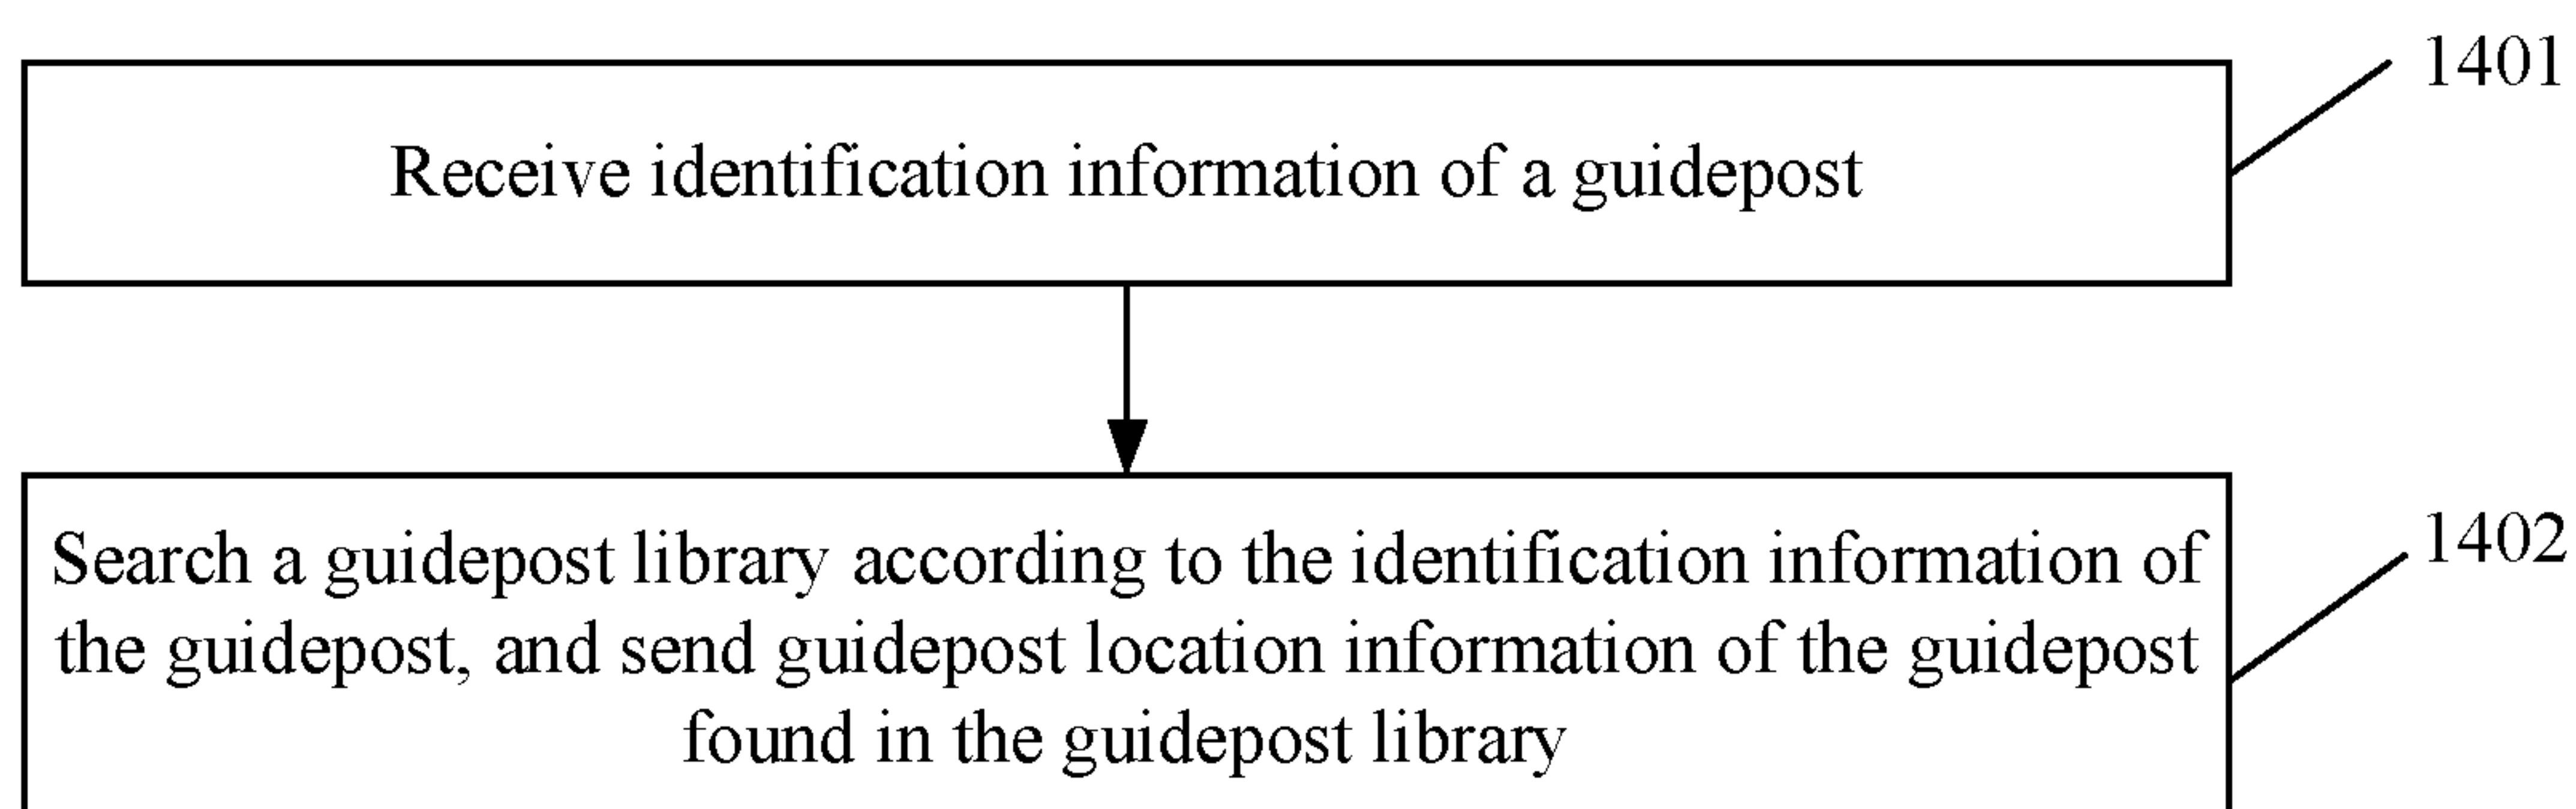 1401
Receive identification information of a guidepost
1402
Search a guidepost library according to the identification information of
the guidepost, and send guidepost location information of the guidepost
found in the guidepost library